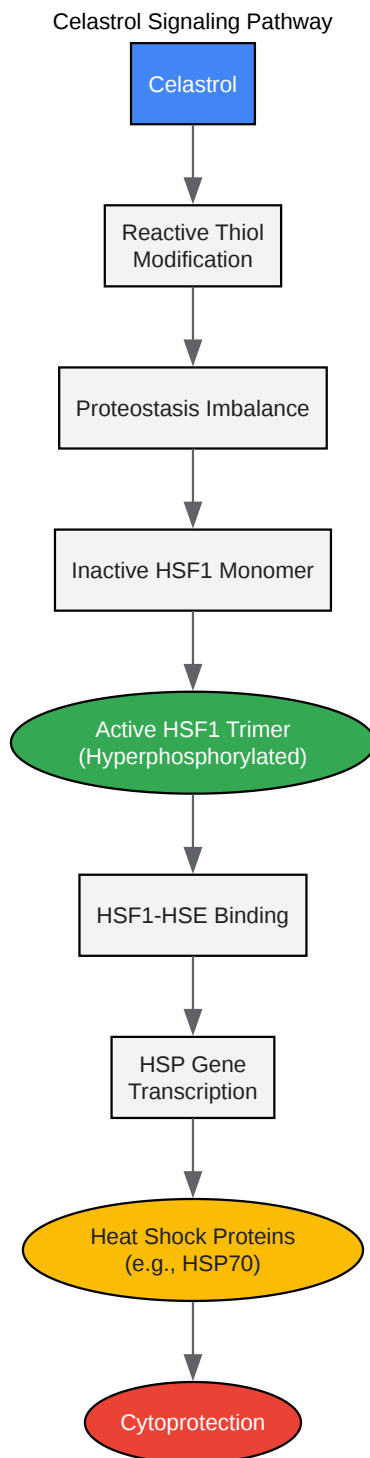 Celastrol Signaling Pathway
Celastrol
Reactive Thiol
Modification
Proteostasis Imbalance
Inactive HSF1 Monomer
Active HSF1 Trimer
(Hyperphosphorylated)
HSF1-HSE Binding
HSP Gene
Transcription
Heat Shock Proteins
(e.g., HSP70)
Cytoprotection